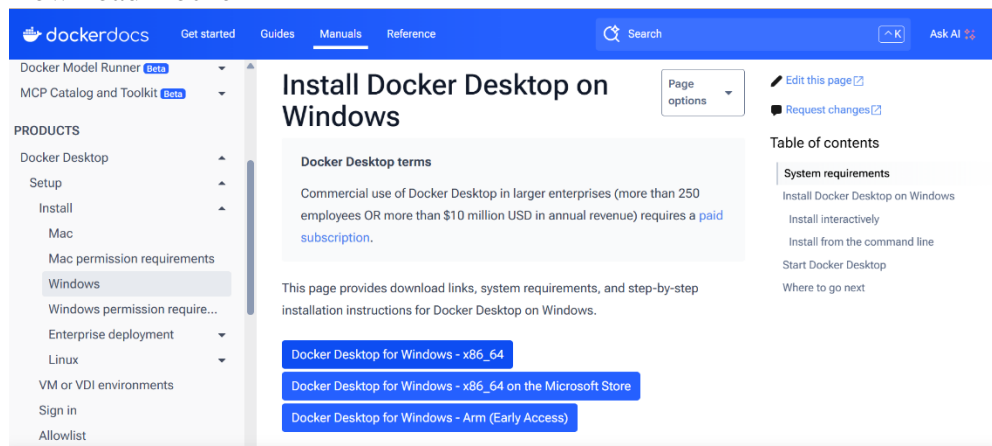 dockerdocs
Get started
Guides
Manuals
Reference
Search
^K
Ask AI
Docker Model Runner Beta
MCP Catalog and Toolkit Beta
PRODUCTS
Docker Desktop
Setup
Install
Mac
Mac permission requirements
Windows
Windows permission require...
Enterprise deployment
Linux
VM or VDI environments
Sign in
Allowlist
Install Docker Desktop on
Windows
Page
options
Docker Desktop terms
Commercial use of Docker Desktop in larger enterprises (more than 250
employees OR more than $10 million USD in annual revenue) requires a paid
subscription.
This page provides download links, system requirements, and step-by-step
installation instructions for Docker Desktop on Windows.
Docker Desktop for Windows - x86_64
Docker Desktop for Windows - x86_64 on the Microsoft Store
Docker Desktop for Windows - Arm (Early Access)
Edit this page
Request changes
Table of contents
System requirements
Install Docker Desktop on Windows
Install interactively
Install from the command line
Start Docker Desktop
Where to go next